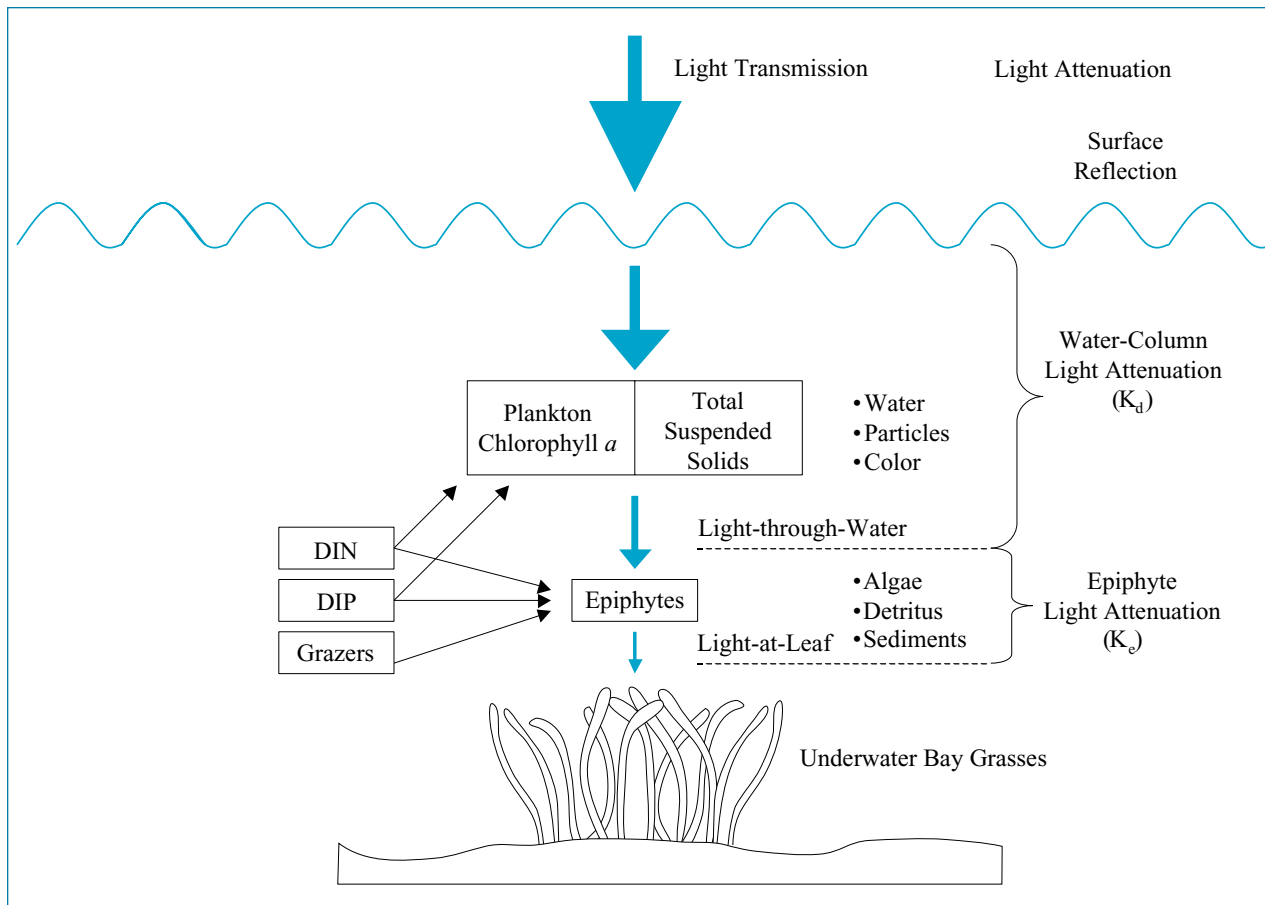 Light Transmission
Light Attenuation
Surface
Reflection
Water-Column
Light Attenuation
(Kd)
Plankton
Chlorophyll a
Total
Suspended
Solids
•Water
•Particles
•Color
Light-through-Water
DIN
DIP
Grazers
Epiphytes
•Algae
•Detritus
•Sediments
Epiphyte
Light Attenuation
(Ke)
Light-at-Leaf
Underwater Bay Grasses